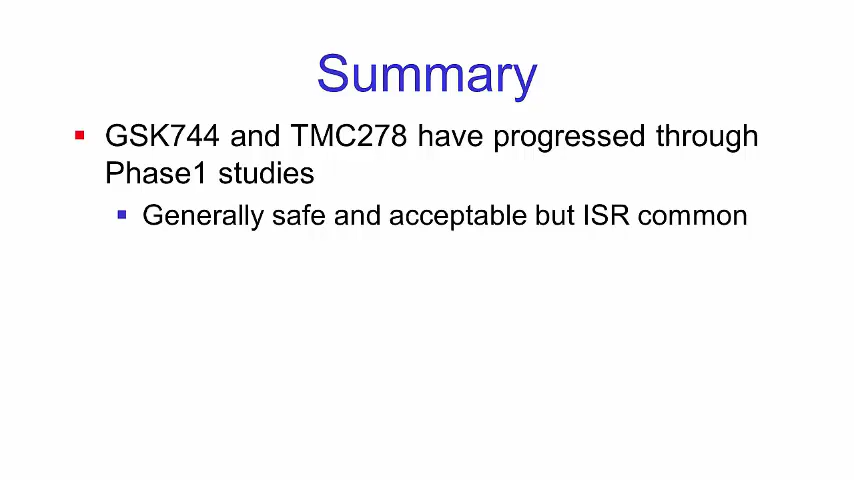 Summary
GSK744 and TMC278 have progressed through
Phase1 studies
Generally safe and acceptable but ISR common